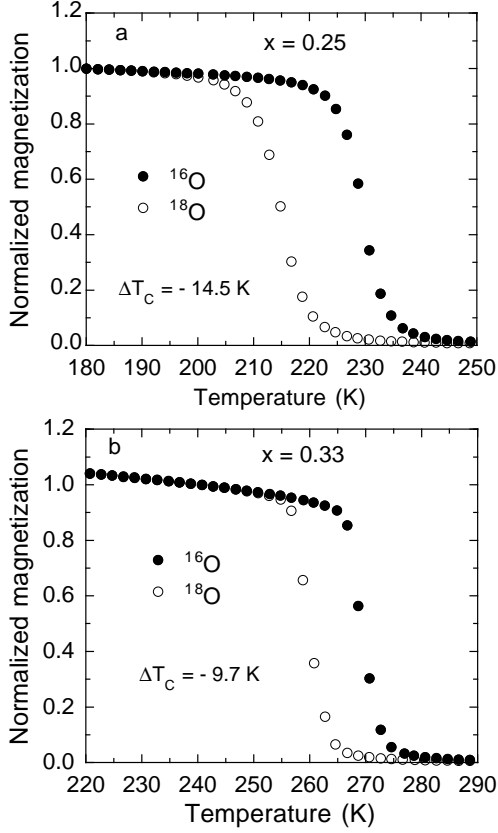 1.2
a
x = 0.25
1.0
0.8
0.6
¹⁶O
¹⁸O
0.4
ΔT_C = - 14.5 K
0.2
0.0
Normalized magnetization
180 190 200 210 220 230 240 250
Temperature (K)
1.2
b
x = 0.33
1.0
0.8
¹⁶O
¹⁸O
0.6
0.4
ΔT_C = - 9.7 K
0.2
0.0
Normalized magnetization
220 230 240 250 260 270 280 290
Temperature (K)